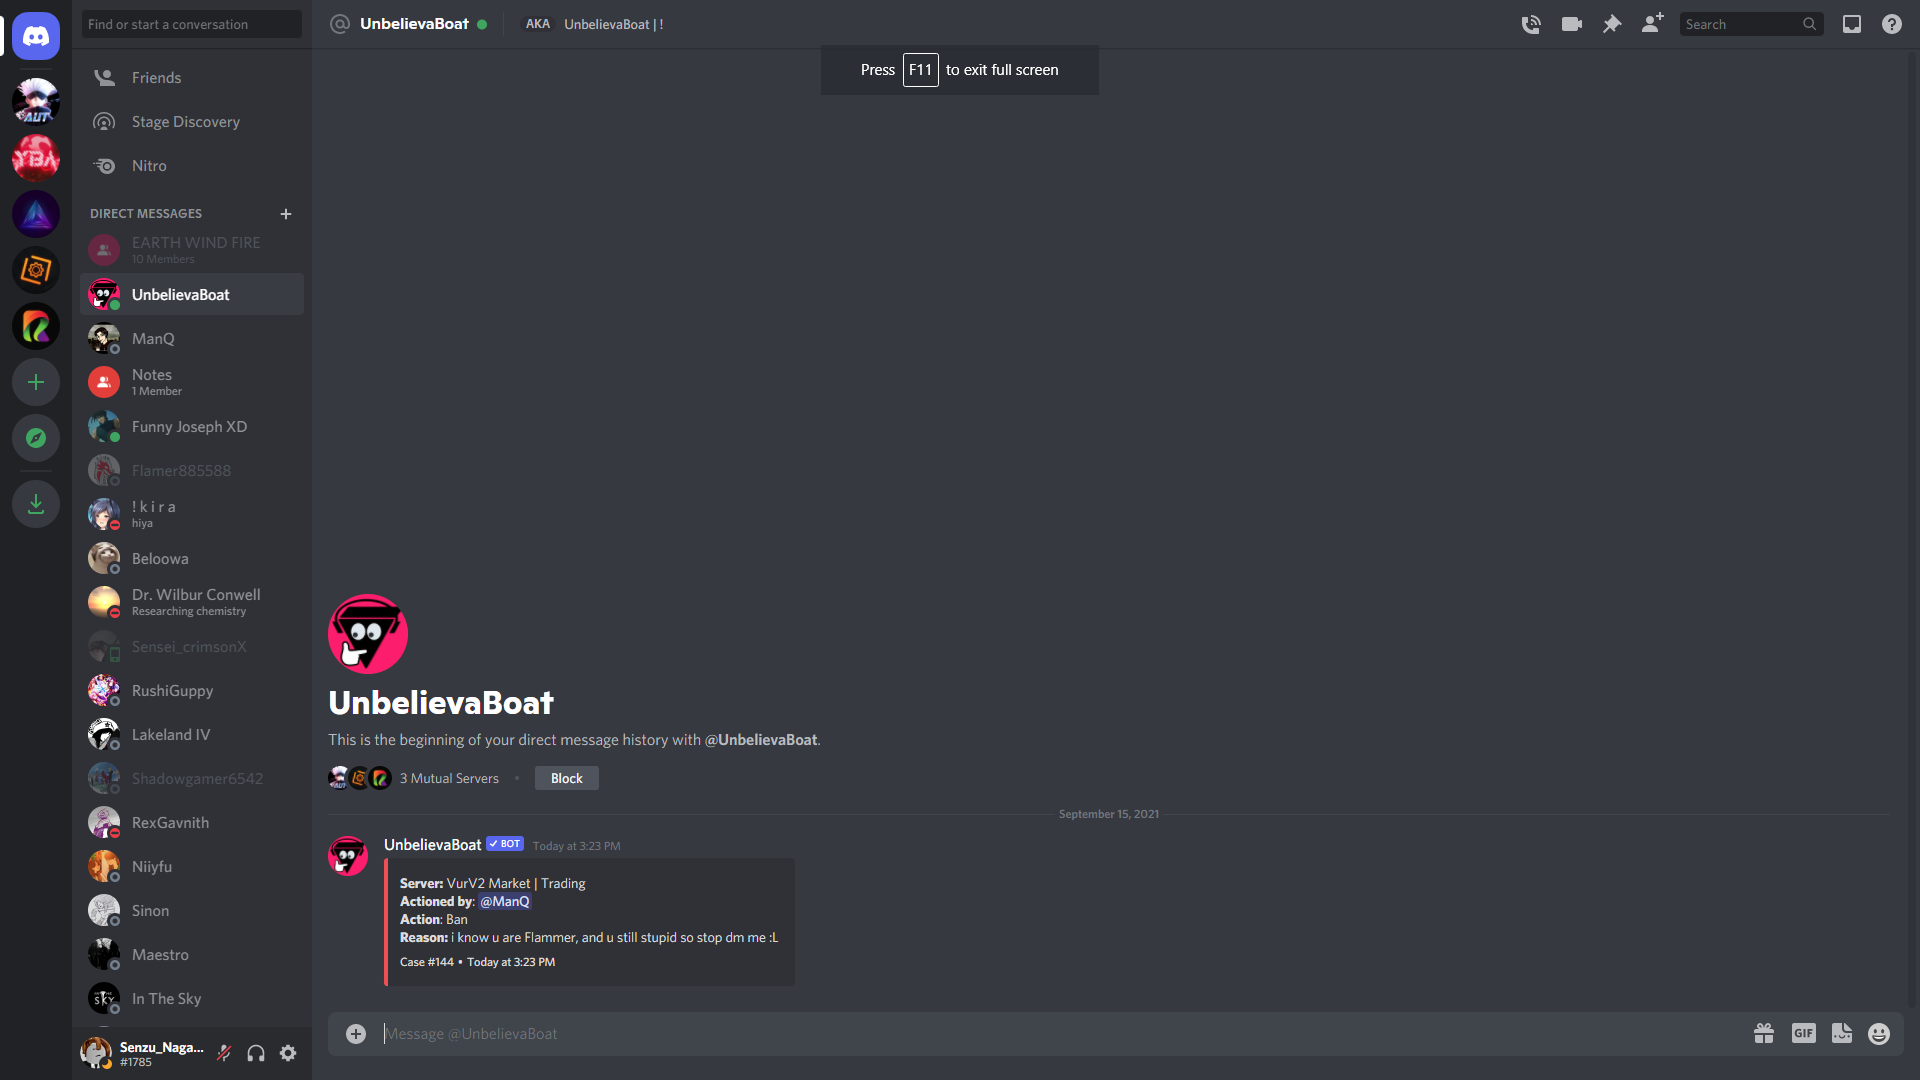 Find or start a conversation
UnbelievaBoat
AKA UnbelievaBoat | !
Search
Press F11 to exit full screen
AUT
YBA
Friends
Stage Discovery
Nitro
DIRECT MESSAGES
EARTH WIND FIRE
10 Members
UnbelievaBoat
ManQ
Notes
1 Member
Funny Joseph XD
Flamer885588
! k i r a
hiya
Beloowa
Dr. Wilbur Conwell
Researching chemistry
Sensei_crimsonX
RushiGuppy
Lakeland IV
Shadowgamer6542
RexGavnith
Niiyfu
Sinon
Maestro
SKY
In The Sky
Senzu_Naga...
#1785
UnbelievaBoat
This is the beginning of your direct message history with @UnbelievaBoat.
3 Mutual Servers • Block
September 15, 2021
UnbelievaBoat ✓ BOT Today at 3:23 PM
Server: VurV2 Market | Trading
Actioned by: @ManQ
Action: Ban
Reason: i know u are Flammer, and u still stupid so stop dm me :L
Case #144 • Today at 3:23 PM
Message @UnbelievaBoat
GIF